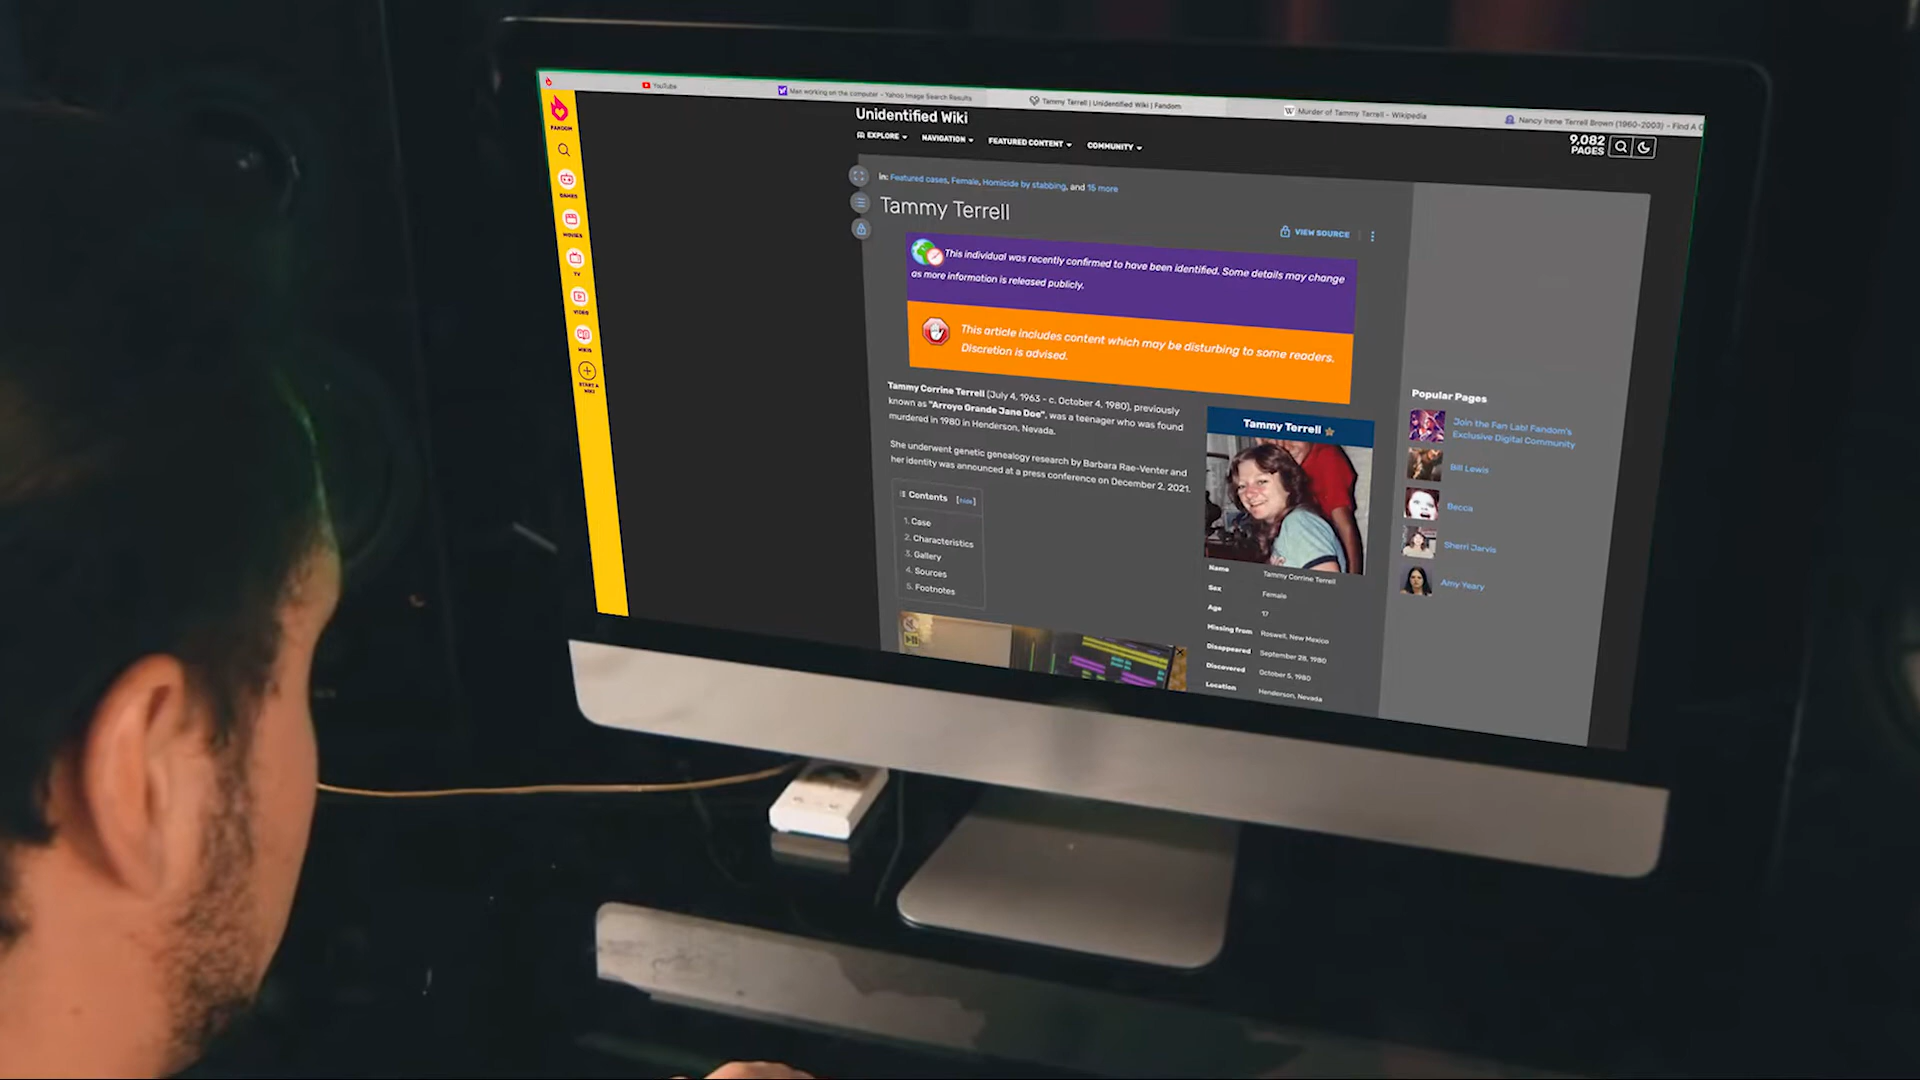 YouTube
Man working on the computer - Yahoo Image Search Results
Tammy Terrell | Unidentified Wiki | Fandom
Murder of Tammy Terrell - Wikipedia
Nancy Irene Terrell Brown (1960-2003) - Find A G
FANDOM
GAMES
MOVIES
TV
VIDEO
WIKIS
START A
WIKI
Unidentified Wiki
EXPLORE
NAVIGATION
FEATURED CONTENT
COMMUNITY
9,082
PAGES
In: Featured cases, Female, Homicide by stabbing, and 15 more
Tammy Terrell
VIEW SOURCE
This individual was recently confirmed to have been identified. Some details may change
as more information is released publicly.
This article includes content which may be disturbing to some readers.
Discretion is advised.
Tammy Corrine Terrell (July 4, 1963 - c. October 4, 1980), previously
known as "Arroyo Grande Jane Doe", was a teenager who was found
murdered in 1980 in Henderson, Nevada.
She underwent genetic genealogy research by Barbara Rae-Venter and
her identity was announced at a press conference on December 2, 2021.
Contents [hide]
1. Case
2. Characteristics
3. Gallery
4. Sources
5. Footnotes
Tammy Terrell
Name Tammy Corrine Terrell
Sex Female
Age 17
Missing from Roswell, New Mexico
Disappeared September 28, 1980
Discovered October 5, 1980
Location Henderson, Nevada
Popular Pages
Join the Fan Lab! Fandom's
Exclusive Digital Community
Bill Lewis
Becca
Sherri Jarvis
Amy Yeary